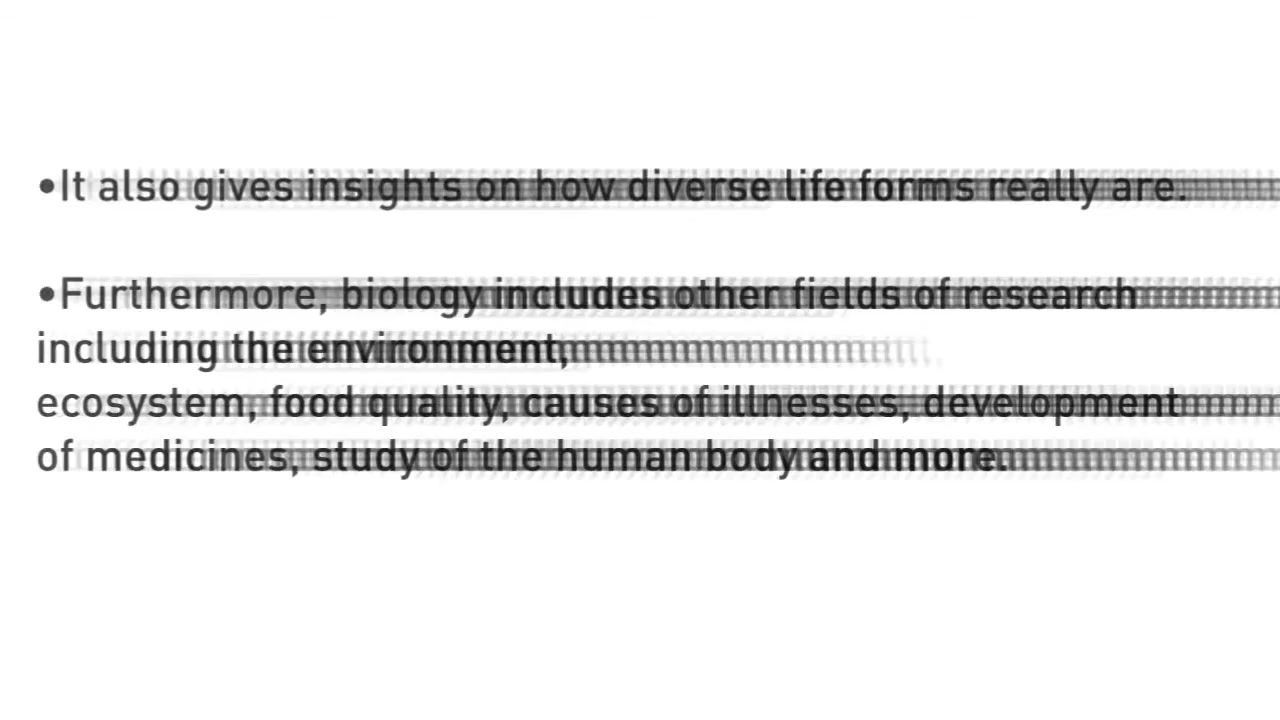 •It also gives insights on how diverse life forms really are.
•Furthermore, biology includes other fields of research
including the environment,
ecosystem, food quality, causes of illnesses, development
of medicines, study of the human body and more.